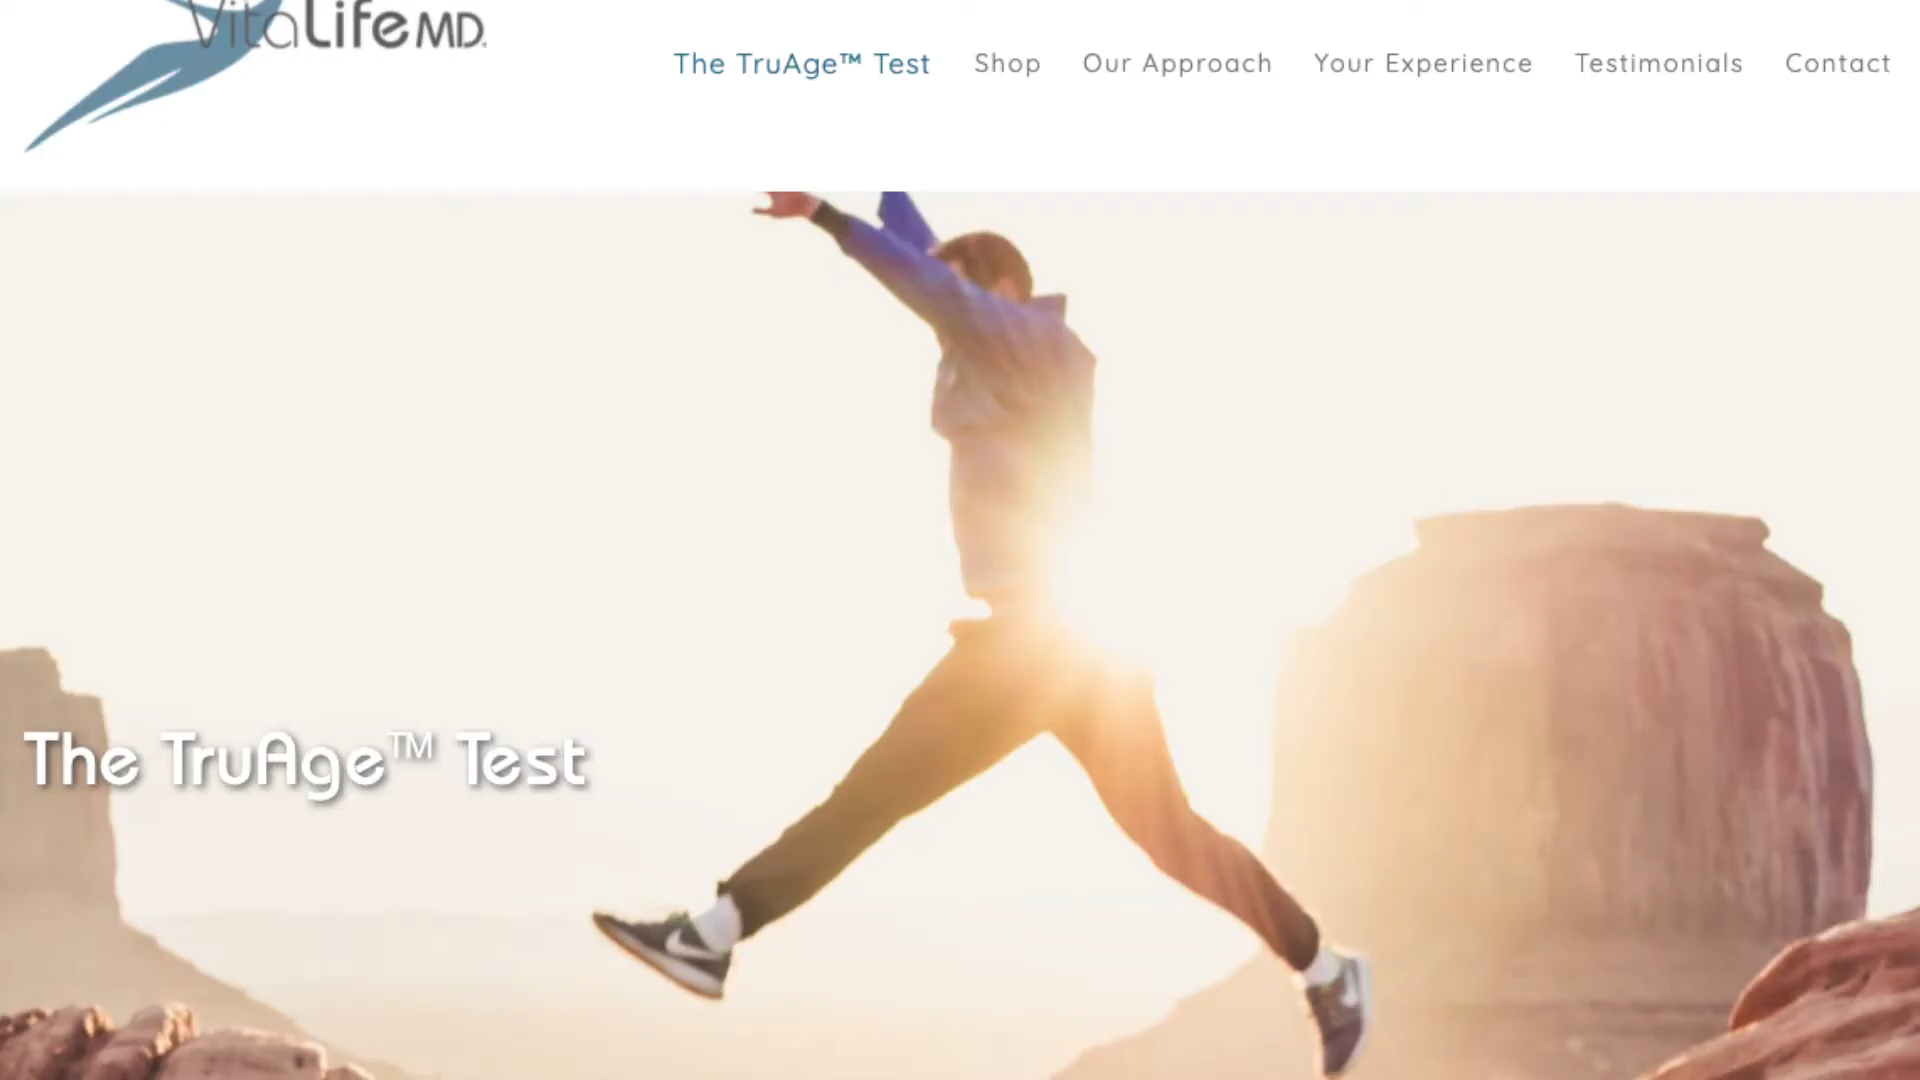 VitaLifeMD.
The TruAge™ Test Shop Our Approach Your Experience Testimonials Contact
The TruAge™ Test